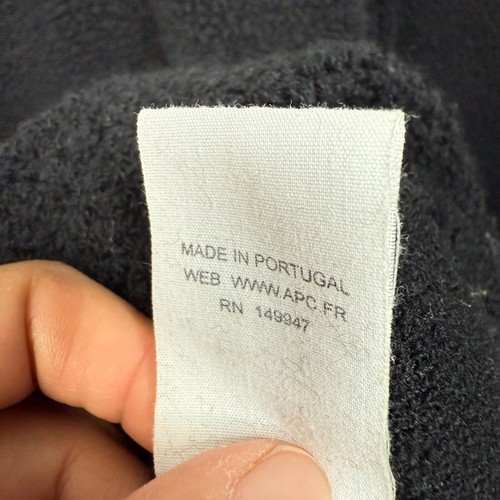 MADE IN PORTUGAL
WEB WWW.APC.FR
RN 149947